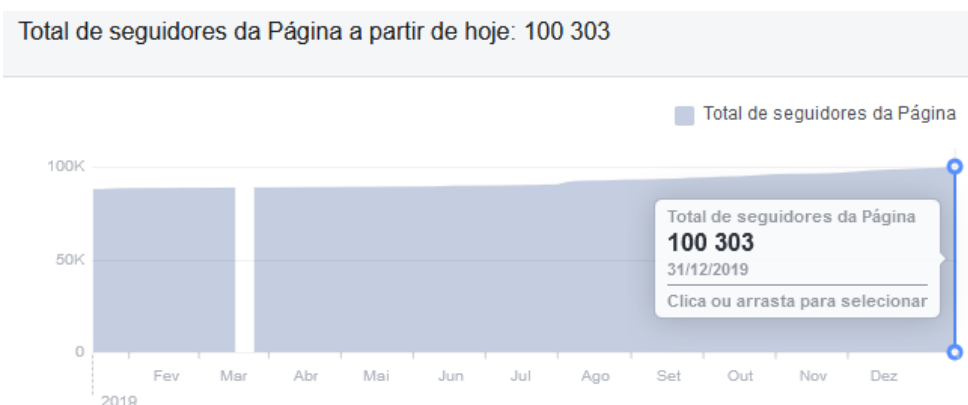 Total de seguidores da Página a partir de hoje: 100 303
Total de seguidores da Página
100K
50K
0
Total de seguidores da Página
100 303
31/12/2019
Clica ou arrasta para selecionar
Fev Mar Abr Mai Jun Jul Ago Set Out Nov Dez
2019